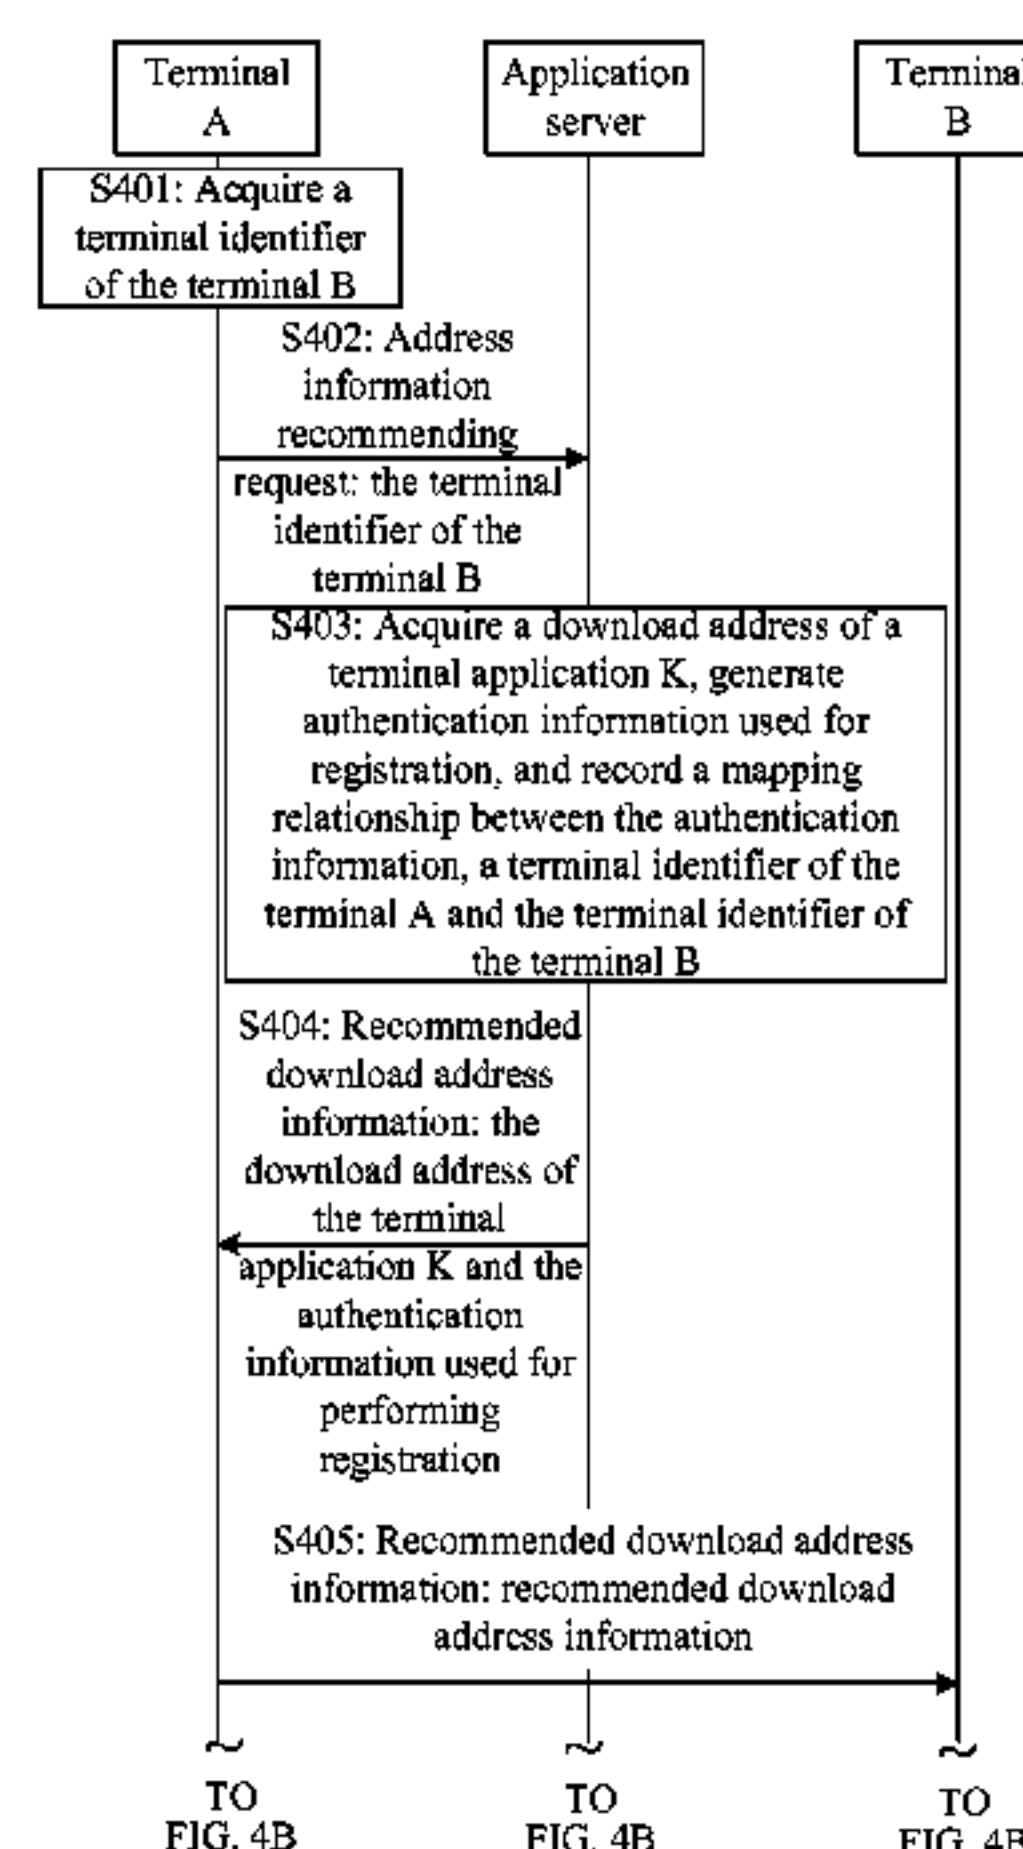 Terminal
A
Application
server
Terminal
B
S401: Acquire a
terminal identifier
of the terminal B
S402: Address
information
recommending
request: the terminal
identifier of the
terminal B
S403: Acquire a download address of a
terminal application K, generate
authentication information used for
registration, and record a mapping
relationship between the authentication
information, a terminal identifier of the
terminal A and the terminal identifier of
the terminal B
S404: Recommended
download address
information: the
download address of
the terminal
application K and the
authentication
information used for
performing
registration
S405: Recommended download address
information: recommended download
address information
TO
FIG. 4B
TO
FIG. 4B
TO
FIG. 4B